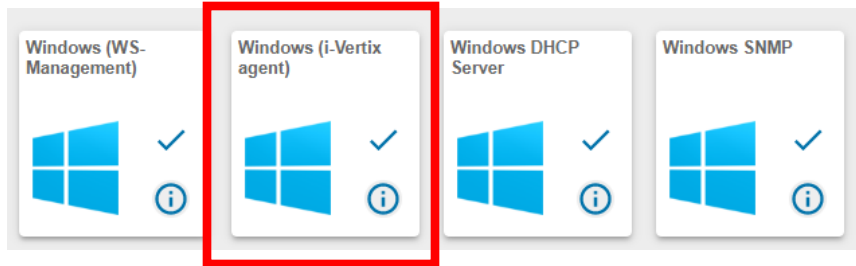 Windows (WS-
Management)
Windows (i-Vertix
agent)
Windows DHCP
Server
Windows SNMP